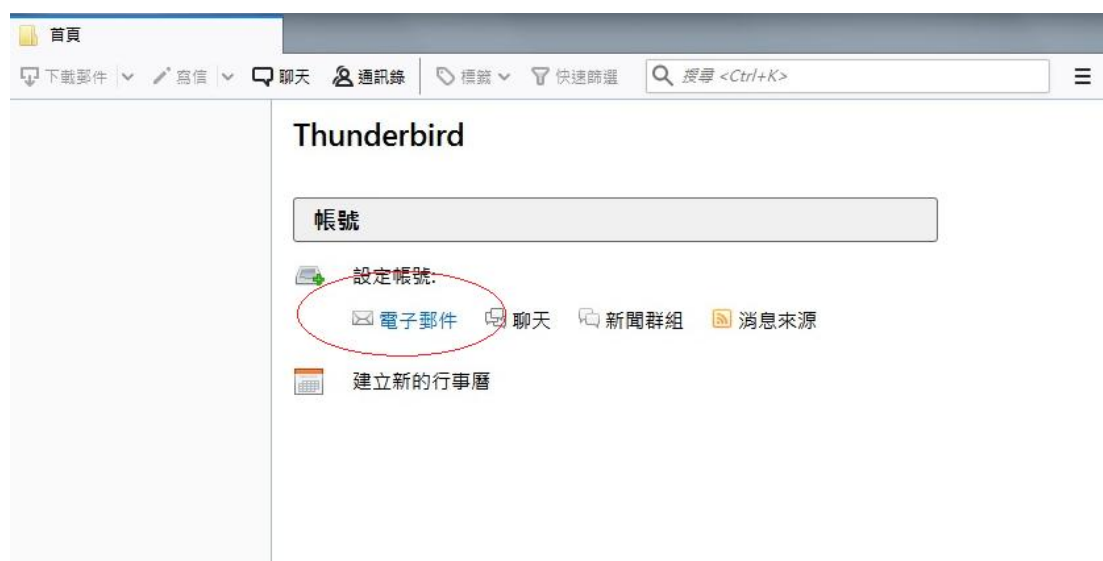 首頁
下載郵件 寫信 聊天 通訊錄 標籤 快速篩選 搜尋 <Ctrl+K>
Thunderbird
帳號
設定帳號:
電子郵件 聊天 新聞群組 消息來源
建立新的行事曆